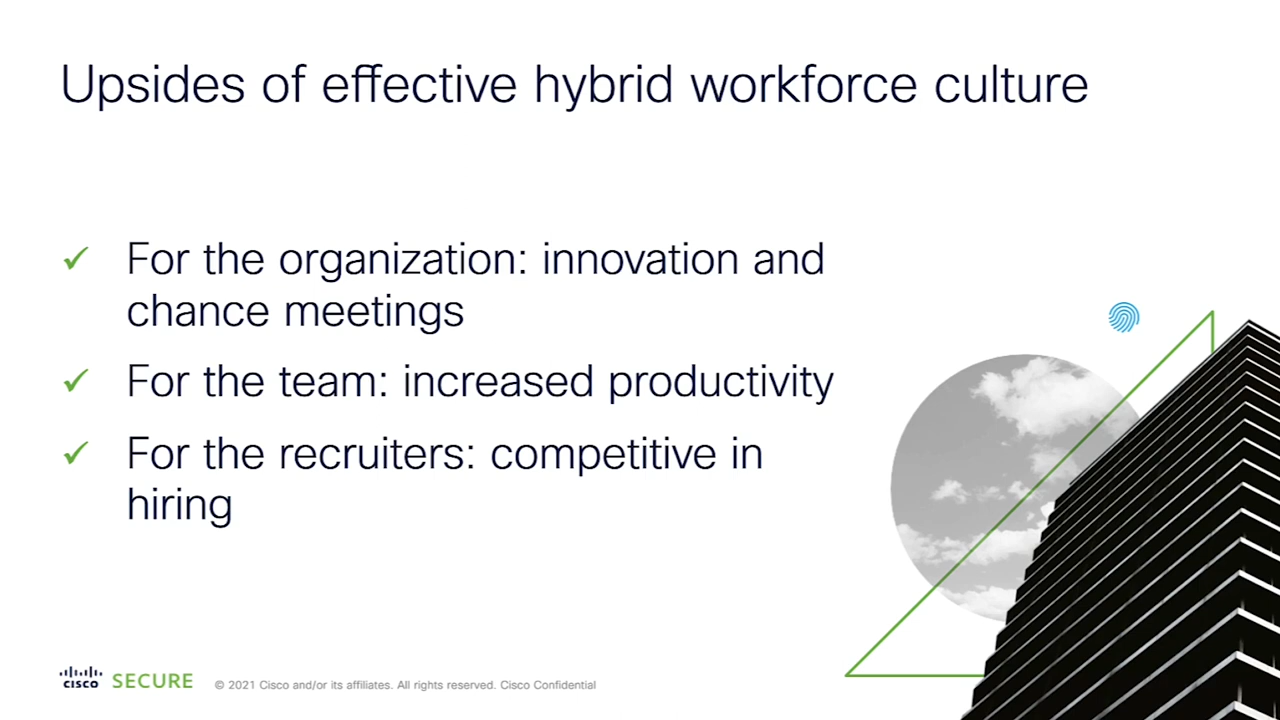 Upsides of effective hybrid workforce culture
✓ For the organization: innovation and
chance meetings
✓ For the team: increased productivity
✓ For the recruiters: competitive in
hiring
CISCO SECURE © 2021 Cisco and/or its affiliates. All rights reserved. Cisco Confidential